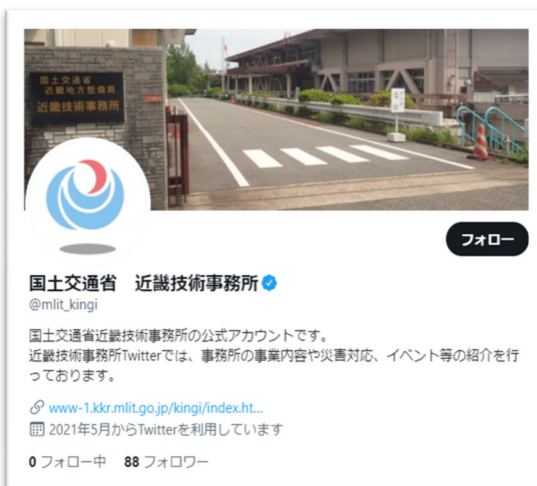 国土交通省
近畿地方整備局
近畿技術事務所
フォロー
国土交通省　近畿技術事務所
@mlit_kingi
国土交通省近畿技術事務所の公式アカウントです。
近畿技術事務所Twitterでは、事務所の事業内容や災害対応、イベント等の紹介を行
っております。
www-1.kkr.mlit.go.jp/kingi/index.ht...
2021年5月からTwitterを利用しています
0 フォロー中　88 フォロワー